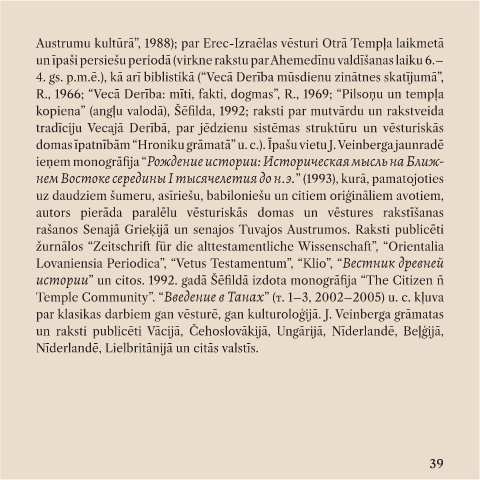 Austrumu kultūrā”, 1988); par Erec-Izraēlas vēsturi Otrā Tempļa laikmetā
un īpaši persiešu periodā (virkne rakstu par Ahemedīnu valdīšanas laiku 6.–
4. gs. p.m.ē.), kā arī biblistikā (“Vecā Derība mūsdienu zinātnes skatījumā”,
R., 1966; “Vecā Derība: mīti, fakti, dogmas”, R., 1969; “Pilsoņu un tempļa
kopiena” (angļu valodā), Šēfilda, 1992; raksti par mutvārdu un rakstveida
tradīciju Vecajā Derībā, par jēdzienu sistēmas struktūru un vēsturiskās
domas īpatnībām “Hroniku grāmatā” u. c.). Īpašu vietu J. Veinberga jaunradē
ieņem monogrāfija “Рождение истории: Историческая мысль на Ближ-
нем Востоке середины I тысячелетия до н.э.” (1993), kurā, pamatojoties
uz daudziem šumeru, asīriešu, babiloniešu un citiem oriģināliem avotiem,
autors pierāda paralēlu vēsturiskās domas un vēstures rakstīšanas
rašanos Senajā Grieķijā un senajos Tuvajos Austrumos. Raksti publicēti
žurnālos “Zeitschrift für die alttestamentliche Wissenschaft”, “Orientalia
Lovaniensia Periodica”, “Vetus Testamentum”, “Klio”, “Вестник древней
истории” un citos. 1992. gadā Šēfildā izdota monogrāfija “The Citizen ñ
Temple Community”. “Введение в Танах” (т. 1–3, 2002–2005) u. c. kļuva
par klasikas darbiem gan vēsturē, gan kulturoloģijā. J. Veinberga grāmatas
un raksti publicēti Vācijā, Čehoslovākijā, Ungārijā, Nīderlandē, Beļģijā,
Nīderlandē, Lielbritānijā un citās valstīs.
39